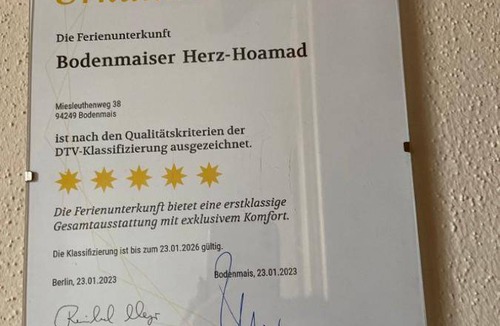 Die Ferienunterkunft
Bodenmaiser Herz-Hoamad
Miesleuthenweg 38
94249 Bodenmais
ist nach den Qualitätskriterien der
DTV-Klassifizierung ausgezeichnet.
Die Ferienunterkunft bietet eine erstklassige
Gesamtausstattung mit exklusivem Komfort.
Die Klassifizierung ist bis zum 23.01.2026 gültig.
Berlin, 23.01.2023
Bodenmais, 23.01.2023